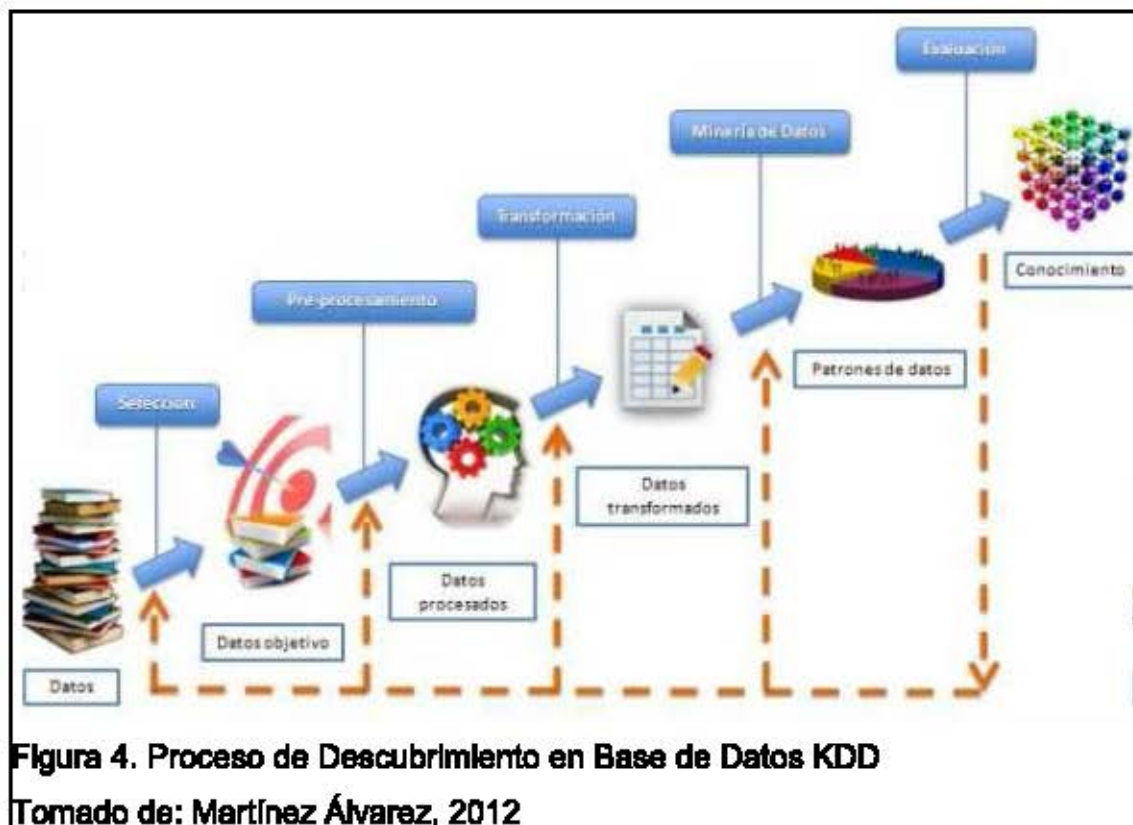 Evaluación
Minería de Datos
Conocimiento
Transformación
Pre-procesamiento
Patrones de datos
Selección
Datos
transformados
Datos
procesados
Datos objetivo
Datos
Figura 4. Proceso de Descubrimiento en Base de Datos KDD
Tomado de: Martínez Álvarez, 2012